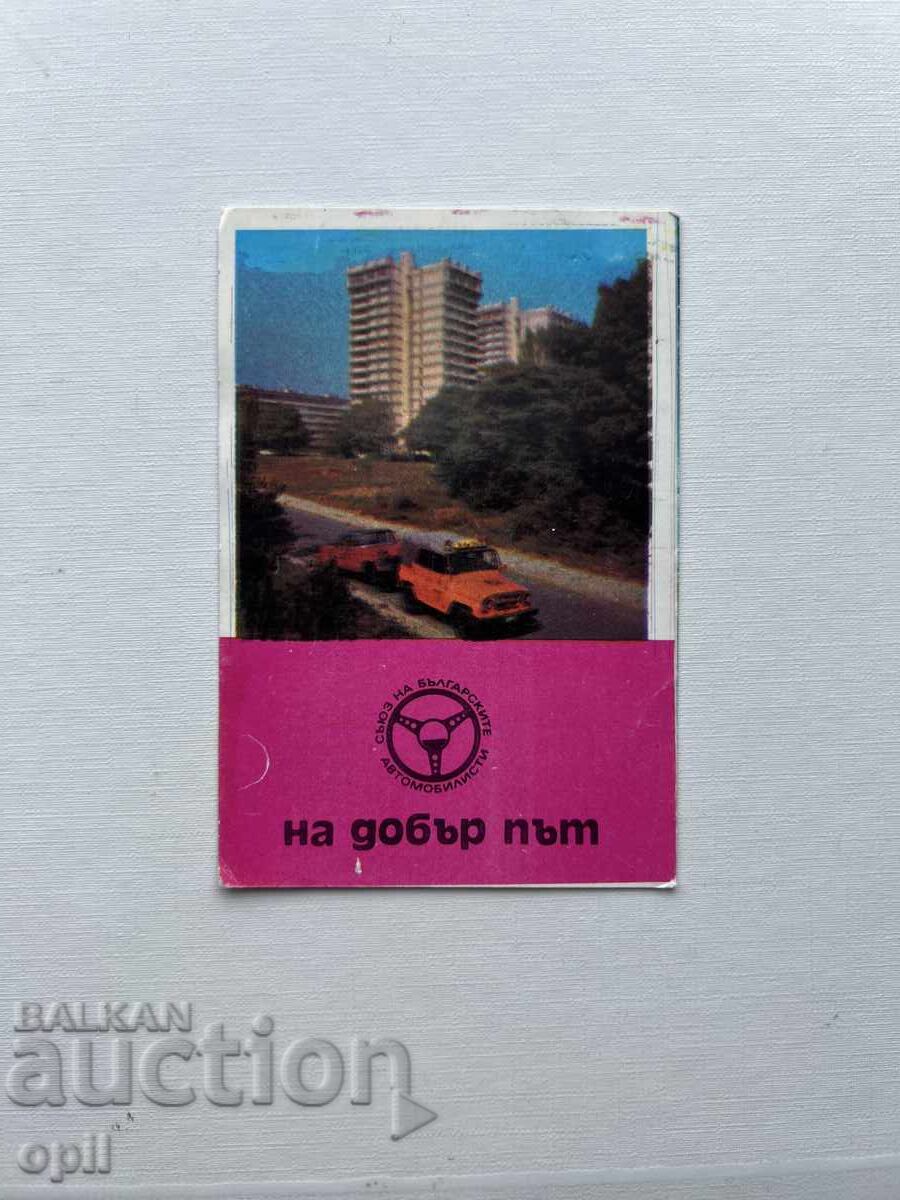 СЪЮЗ НА БЪЛГАРСКИТЕ
АВТОМОБИЛИСТИ
на добър път
BALKAN
auction
opil